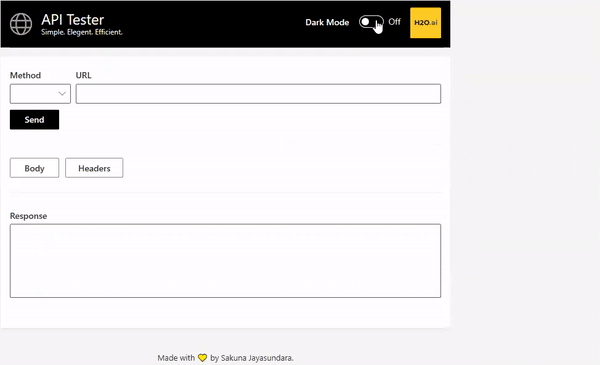 API Tester
Simple. Elegent. Efficient.
Dark Mode
Off
H2O.ai
Method
URL
Send
Body
Headers
Response
Made with 💛 by Sakuna Jayasundara.